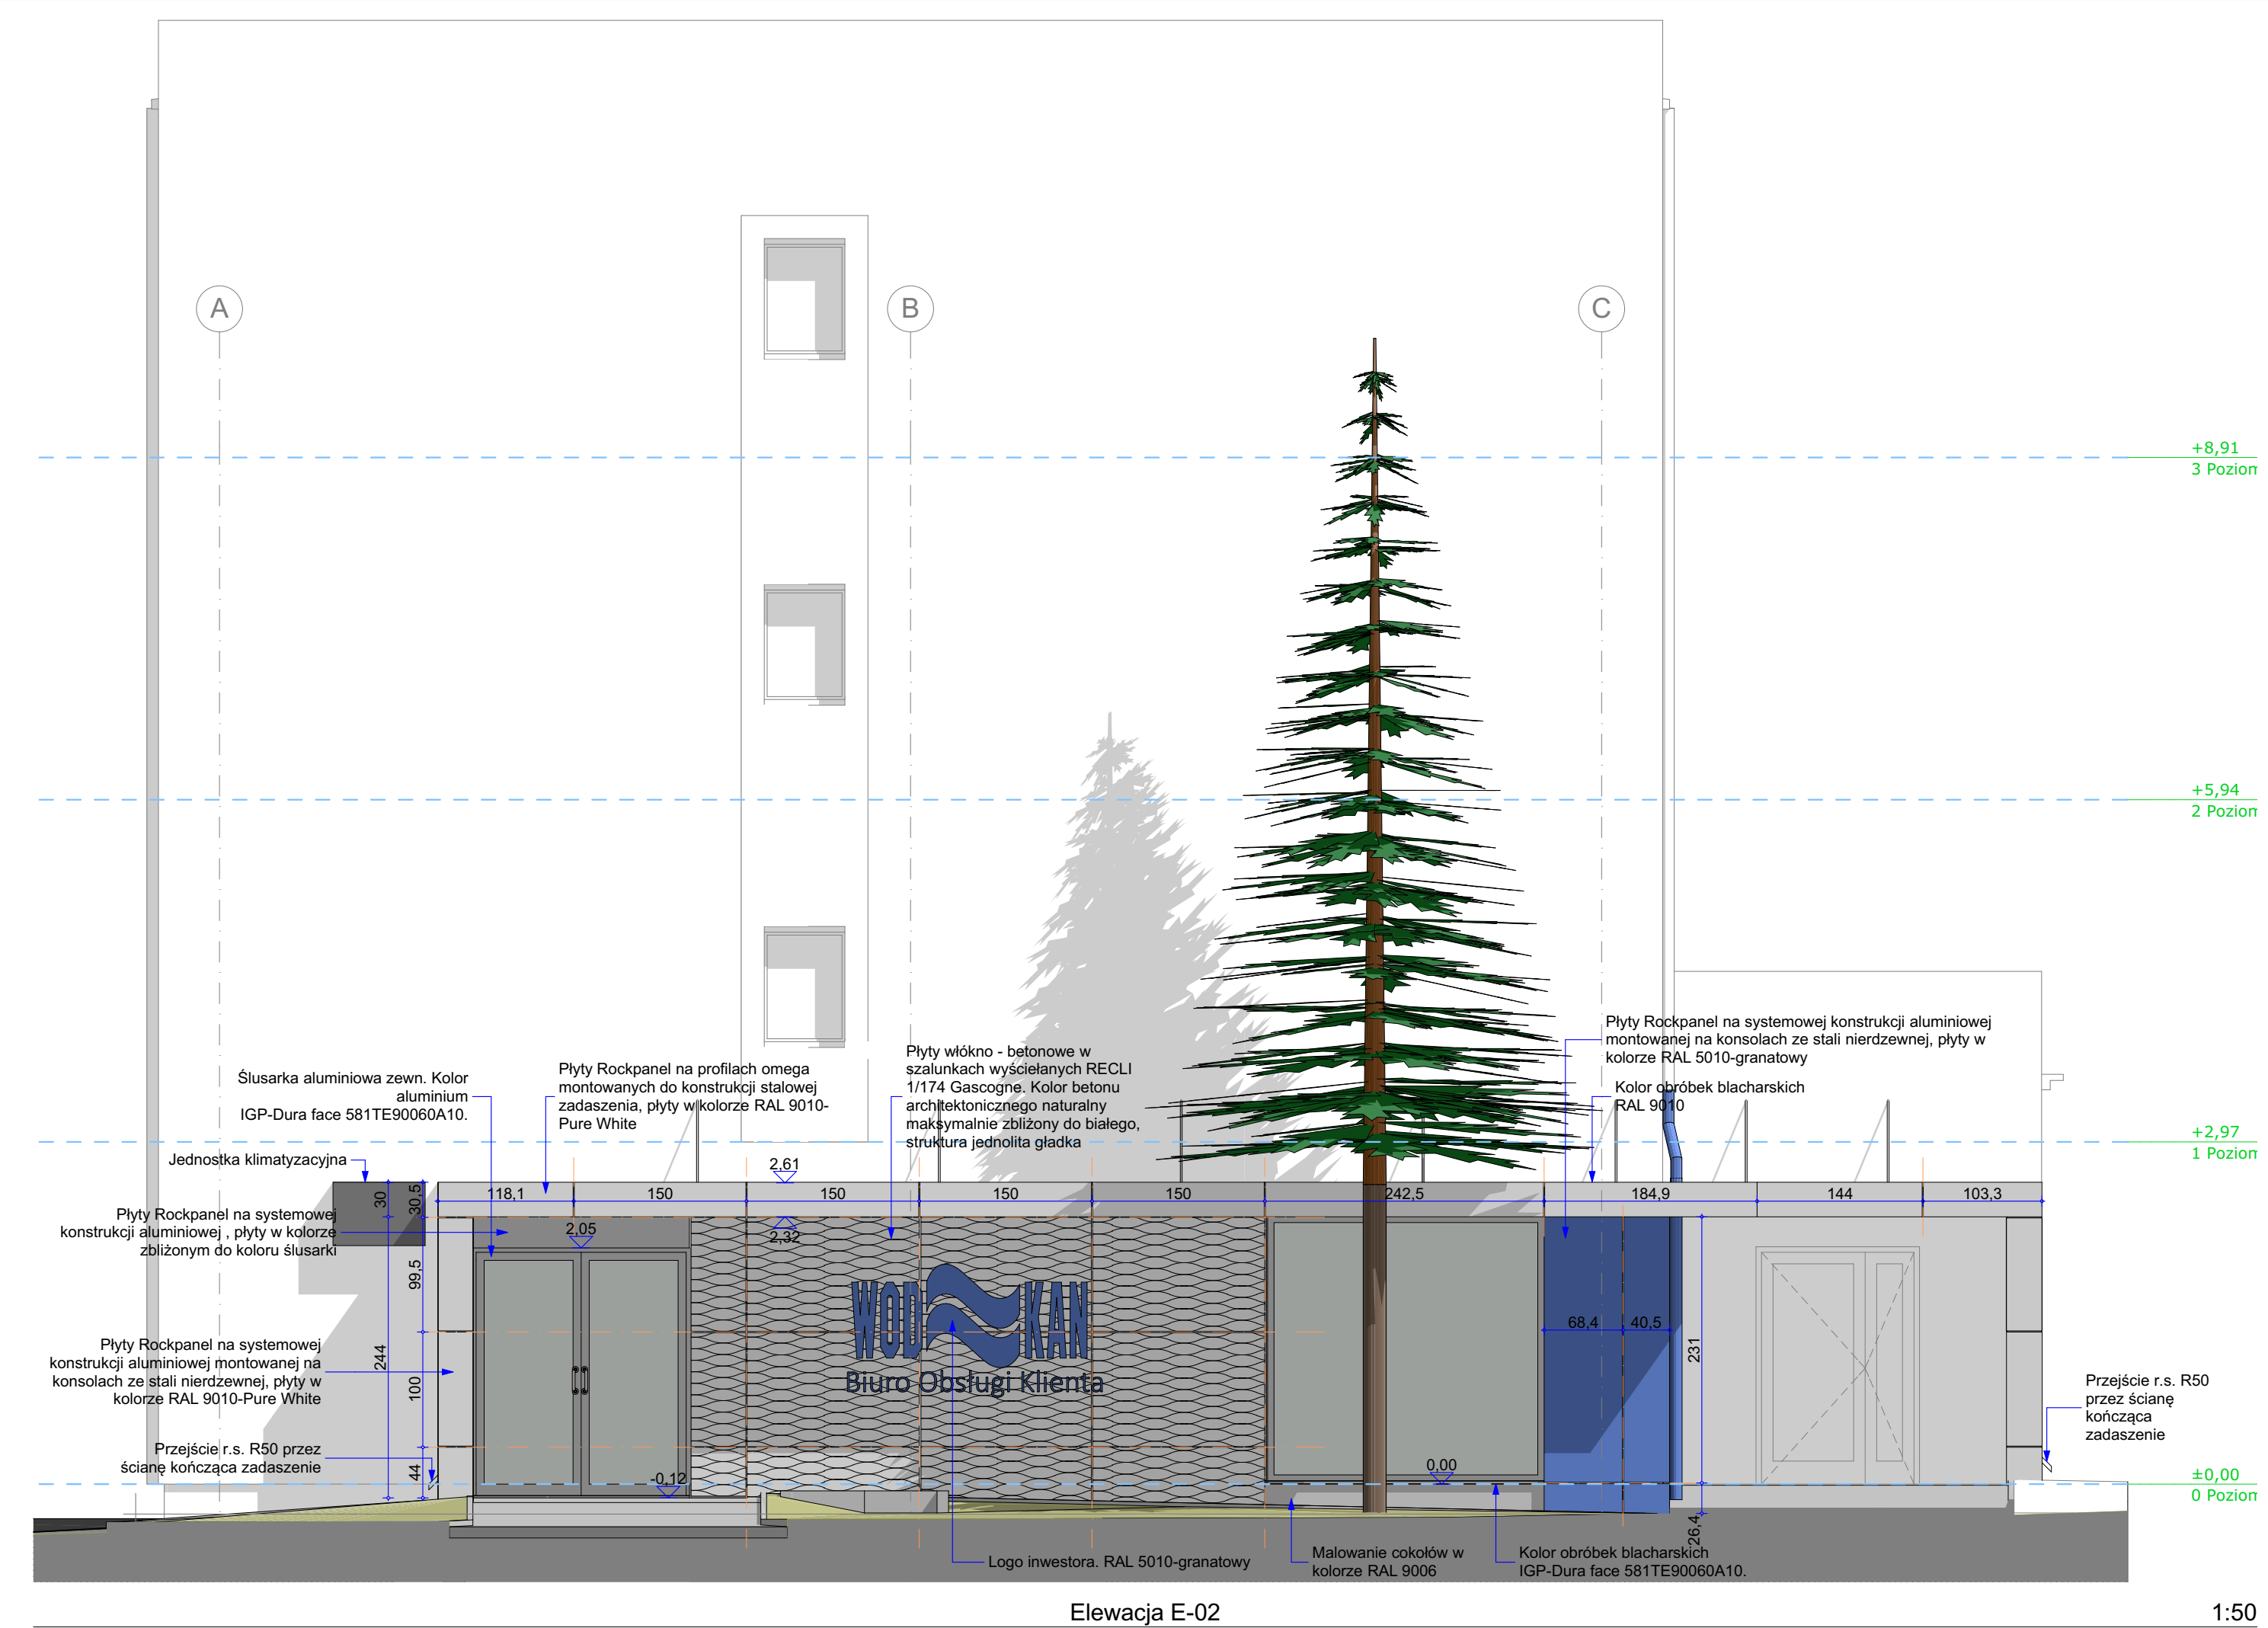 A
B
C
+8,91
3 Poziom
+5,94
2 Poziom
+2,97
1 Poziom
±0,00
0 Poziom
Ślusarka aluminiowa zewn. Kolor
aluminium
IGP-Dura face 581TE90060A10.
Płyty Rockpanel na profilach omega
montowanych do konstrukcji stalowej
zadaszenia, płyty w kolorze RAL 9010-
Pure White
Płyty włókno - betonowe w
szalunkach wyściełanych RECLI
1/174 Gascogne. Kolor betonu
architektonicznego naturalny
maksymalnie zbliżony do białego,
struktura jednolita gładka
Płyty Rockpanel na systemowej konstrukcji aluminiowej
montowanej na konsolach ze stali nierdzewnej, płyty w
kolorze RAL 5010-granatowy
Kolor obróbek blacharskich
RAL 9010
Jednostka klimatyzacyjna
Płyty Rockpanel na systemowej
konstrukcji aluminiowej , płyty w kolorze
zbliżonym do koloru ślusarki
Płyty Rockpanel na systemowej
konstrukcji aluminiowej montowanej na
konsolach ze stali nierdzewnej, płyty w
kolorze RAL 9010-Pure White
Przejście r.s. R50 przez
ścianę kończąca zadaszenie
30
30,5
99,5
244
100
44
2,61
118,1
150
150
150
150
242,5
184,9
144
103,3
2,05
2,32
-0,12
0,00
68,4
40,5
231
26,4
WOD KAN
Biuro Obsługi Klienta
Przejście r.s. R50
przez ścianę
kończąca
zadaszenie
Logo inwestora. RAL 5010-granatowy
Malowanie cokołów w
kolorze RAL 9006
Kolor obróbek blacharskich
IGP-Dura face 581TE90060A10.
Elewacja E-02
1:50